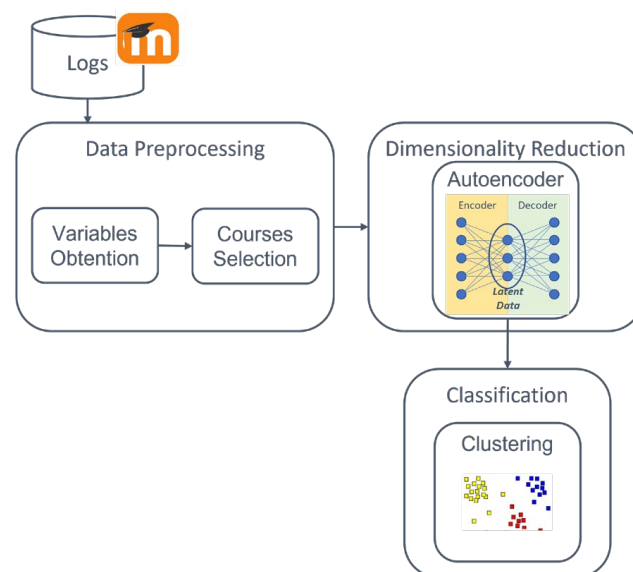 Logs
m
Data Preprocessing
Variables
Obtention
Courses
Selection
Dimensionality Reduction
Autoencoder
Encoder
Decoder
Latent
Data
Classification
Clustering